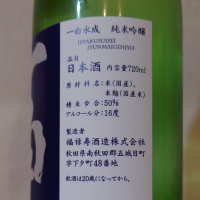 一白水成　純米吟醸
IPPAKUSUISEI
JYUNMAIGINJYO
品目
日本酒 内容量720ml
原材料名：米(国産)、
米麹(国産米)
精米歩合：50%
アルコール分：16度
製造者
福禄寿酒造株式会社
秋田県南秋田郡五城目町
字下タ町48番地
飲酒は20歳になってから。